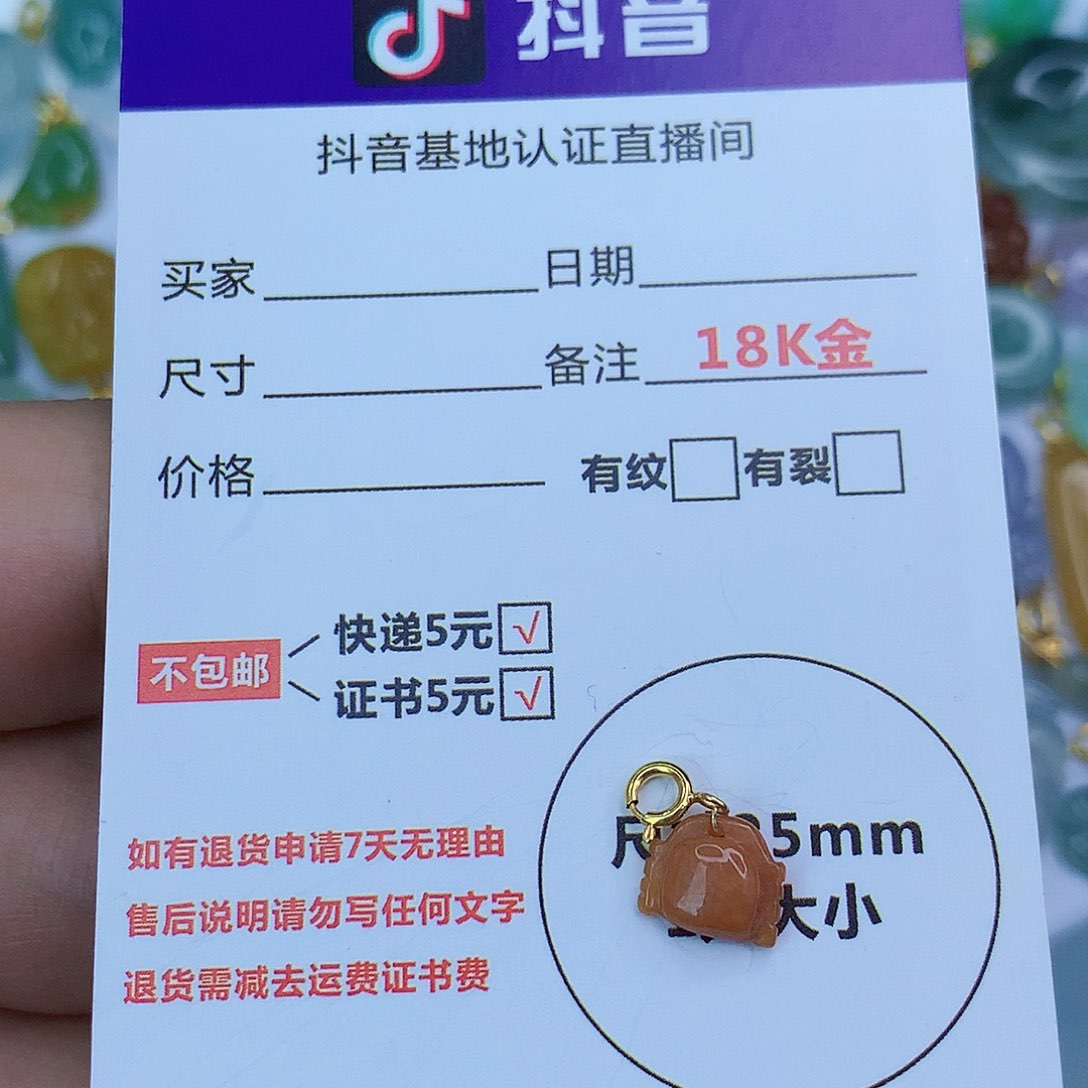 抖音
抖音基地认证直播间
买家 日期
尺寸 备注 18K金
价格 有纹 有裂
快递5元 √
不包邮
证书5元 √
如有退货申请7天无理由
售后说明请勿写任何文字
退货需减去运费证书费
尺 5mm
大小